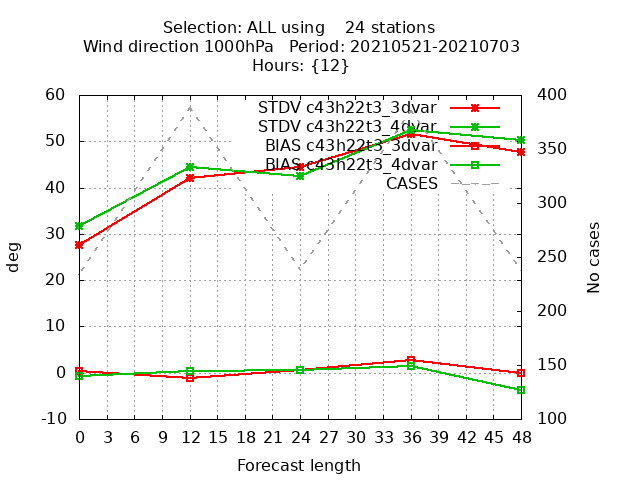 Selection: ALL using    24 stations
Wind direction 1000hPa   Period: 20210521-20210703
Hours: {12}
STDV c43h22t3_3dvar
STDV c43h22t3_4dvar
BIAS c43h22t3_3dvar
BIAS c43h22t3_4dvar
CASES
deg
60
50
40
30
20
10
0
-10
No cases
400
350
300
250
200
150
100
0 3 6 9 12 15 18 21 24 27 30 33 36 39 42 45 48
Forecast length